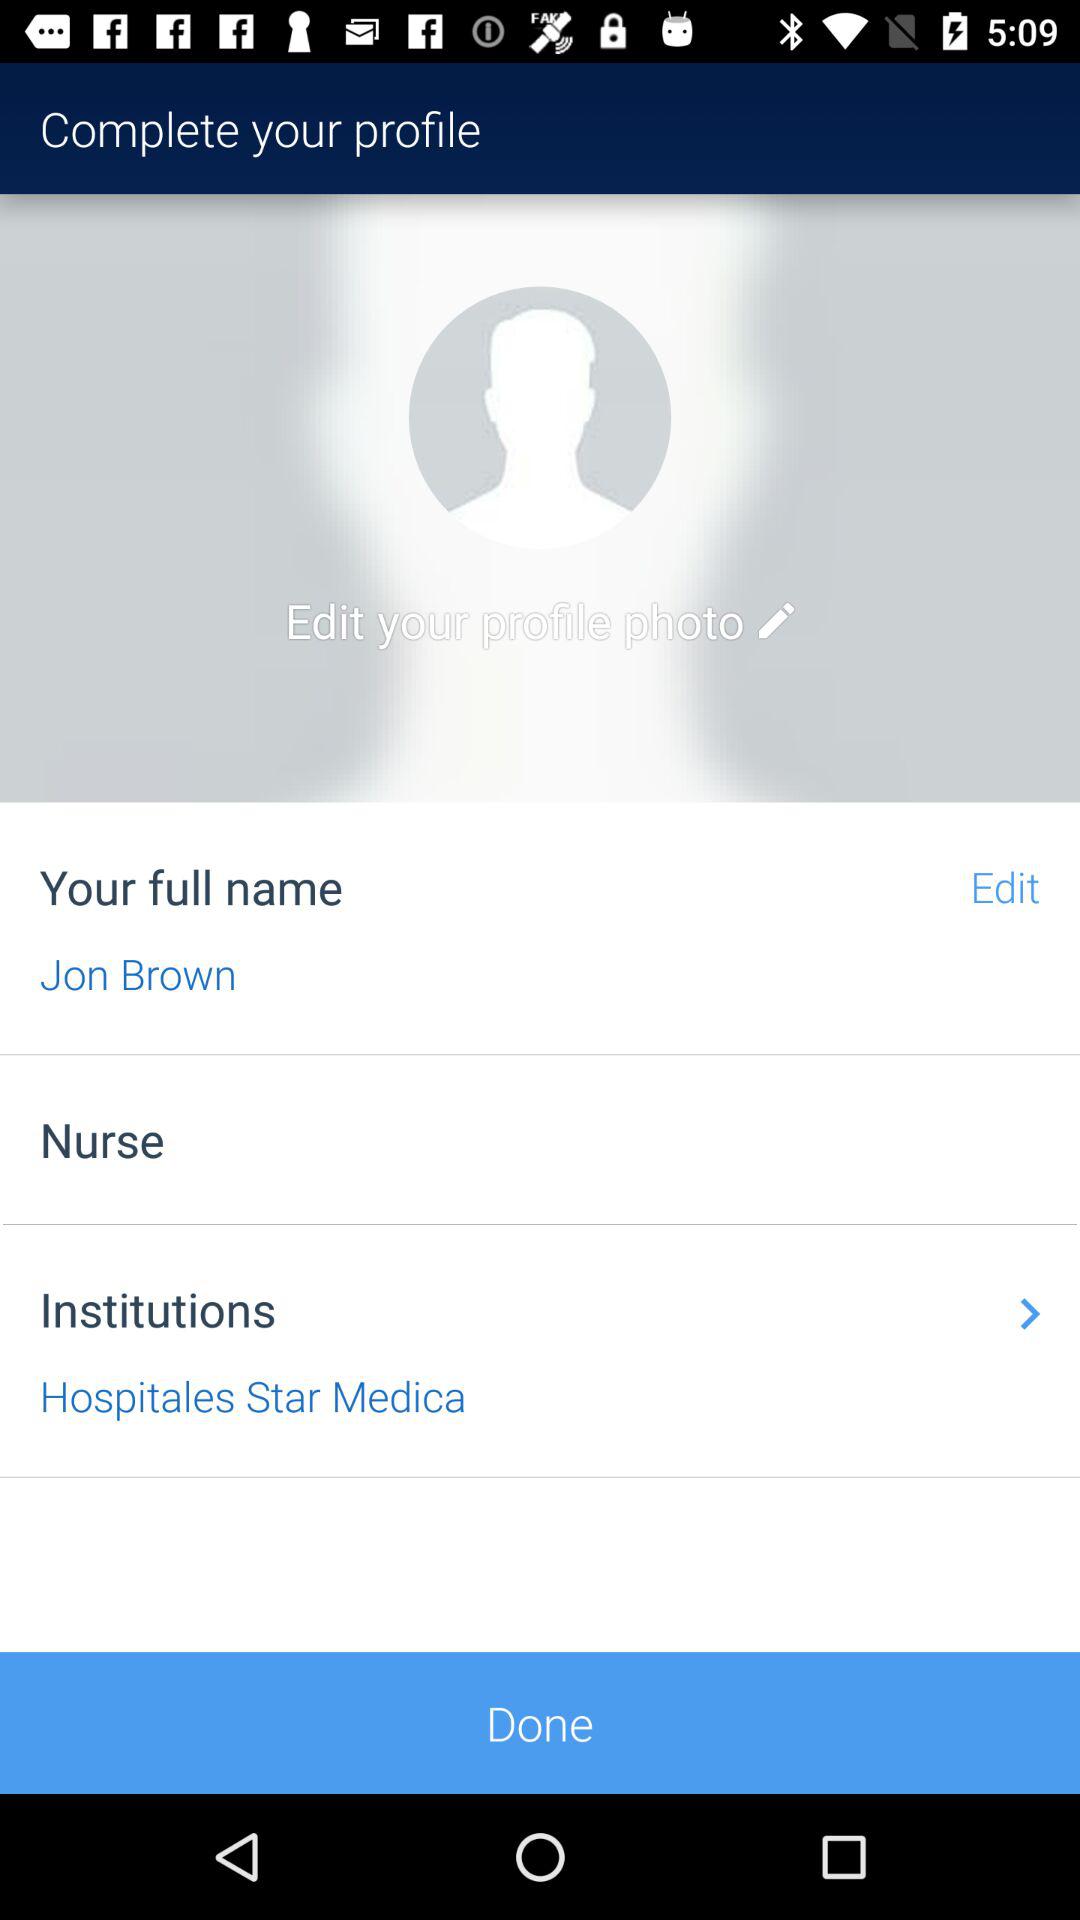 FAKE
5:09
Complete your profile
Edit your profile photo
Your full name
Edit
Jon Brown
Nurse
Institutions
Hospitales Star Medica
Done